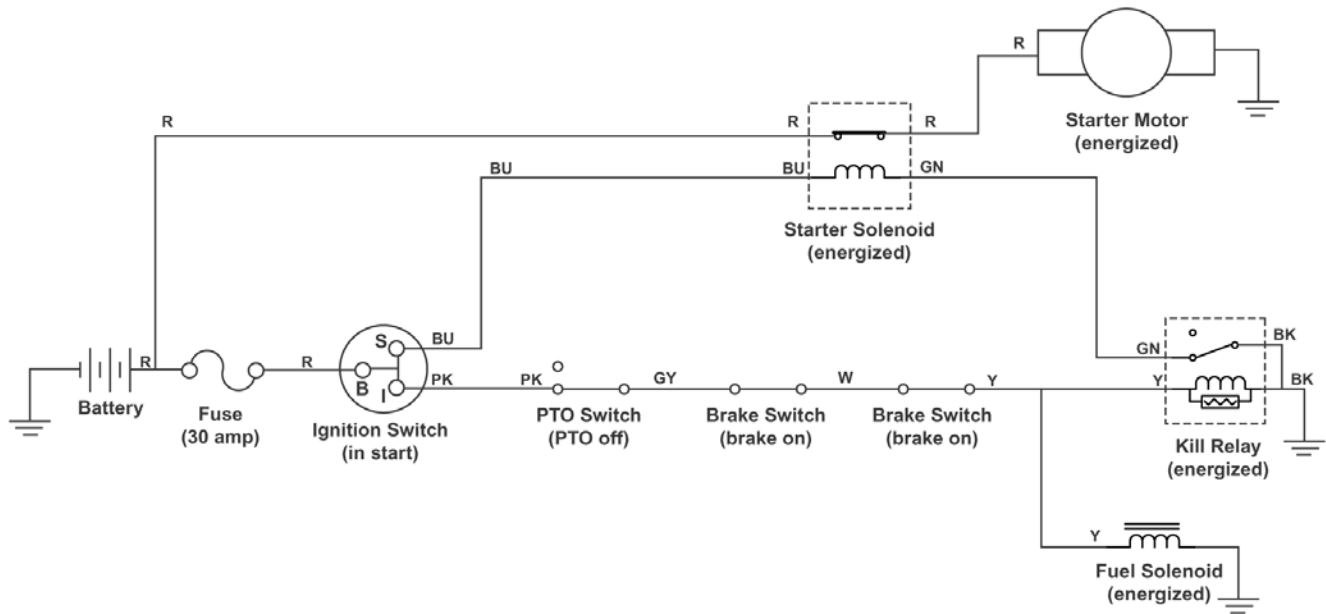 R
Starter Motor
(energized)
R
R
R
BU
BU
GN
Starter Solenoid
(energized)
R
Battery
Fuse
(30 amp)
R
S
B
I
BU
PK
Ignition Switch
(in start)
PK
PTO Switch
(PTO off)
GY
Brake Switch
(brake on)
W
Brake Switch
(brake on)
Y
GN
BK
Y
BK
Kill Relay
(energized)
Y
Fuel Solenoid
(energized)